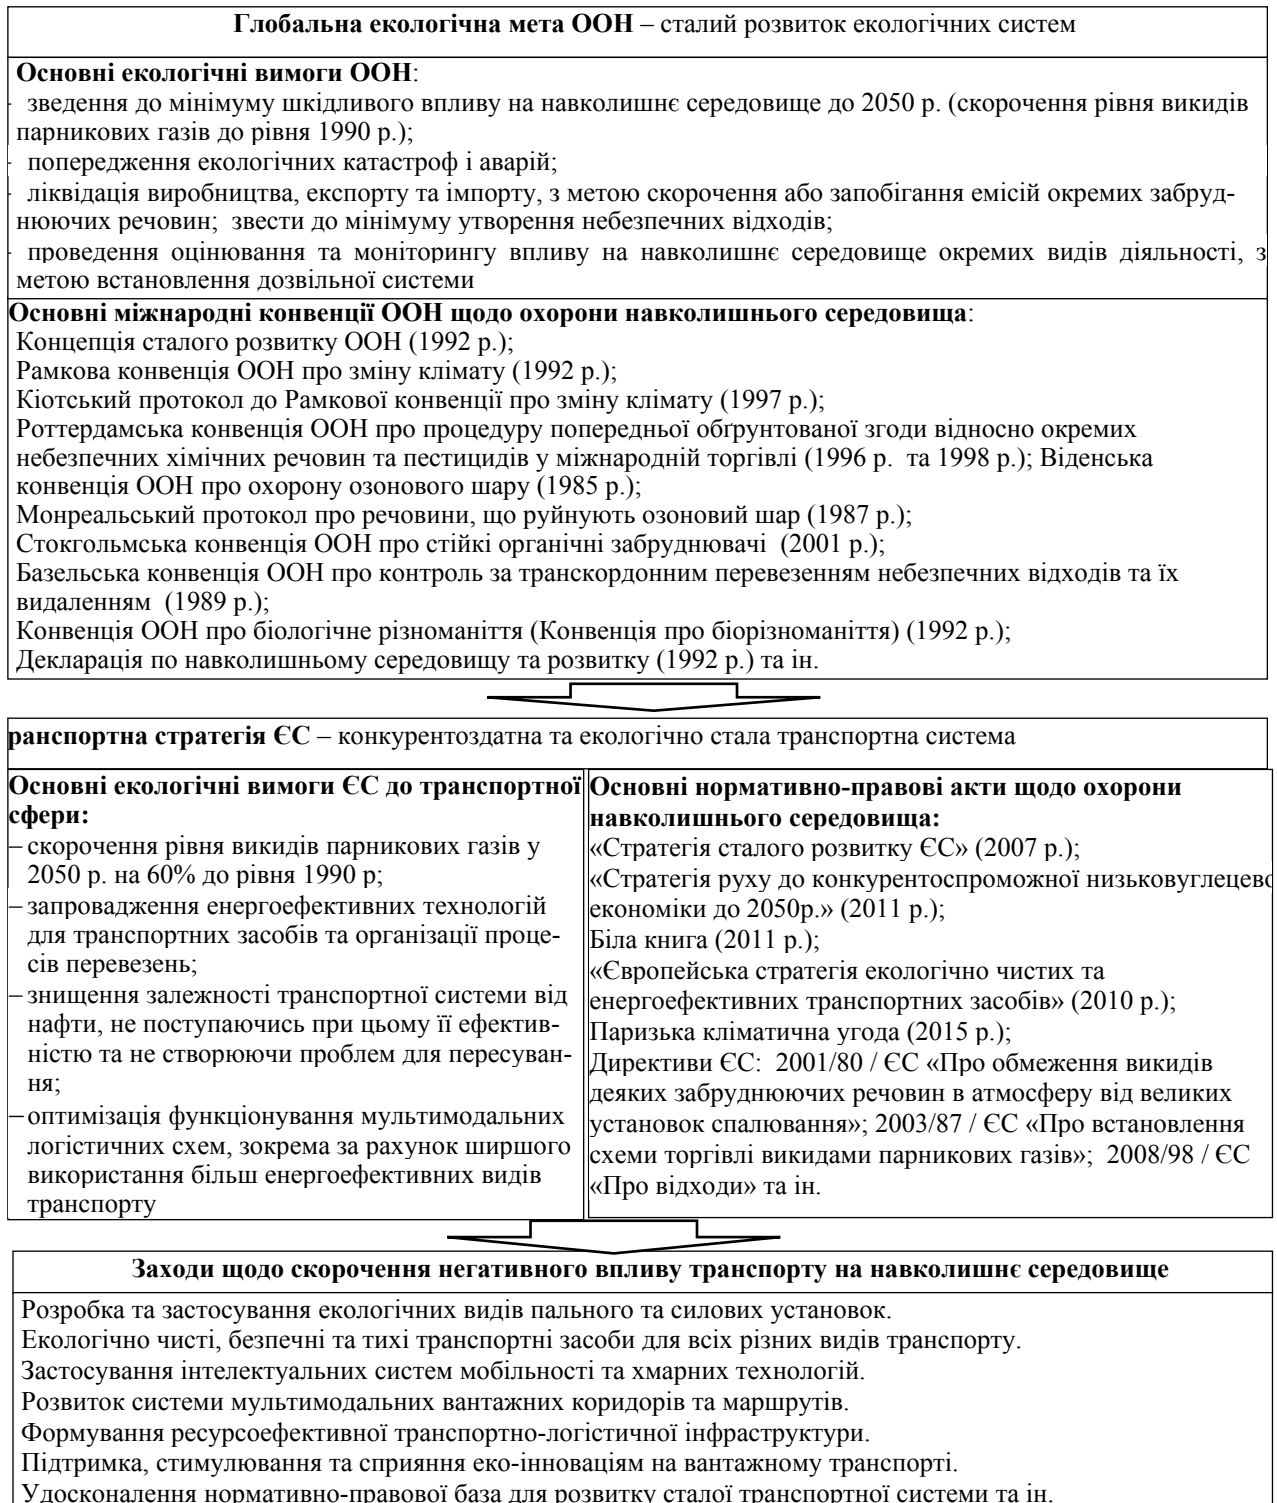 Глобальна екологічна мета ООН – сталий розвиток екологічних систем
Основні екологічні вимоги ООН:
- зведення до мінімуму шкідливого впливу на навколишнє середовище до 2050 р. (скорочення рівня викидів
парникових газів до рівня 1990 р.);
- попередження екологічних катастроф і аварій;
- ліквідація виробництва, експорту та імпорту, з метою скорочення або запобігання емісій окремих забруд-
нюючих речовин; звести до мінімуму утворення небезпечних відходів;
- проведення оцінювання та моніторингу впливу на навколишнє середовище окремих видів діяльності, з
метою встановлення дозвільної системи
Основні міжнародні конвенції ООН щодо охорони навколишнього середовища:
Концепція сталого розвитку ООН (1992 р.);
Рамкова конвенція ООН про зміну клімату (1992 р.);
Кіотський протокол до Рамкової конвенції про зміну клімату (1997 р.);
Роттердамська конвенція ООН про процедуру попередньої обґрунтованої згоди відносно окремих
небезпечних хімічних речовин та пестицидів у міжнародній торгівлі (1996 р. та 1998 р.); Віденська
конвенція ООН про охорону озонового шару (1985 р.);
Монреальський протокол про речовини, що руйнують озоновий шар (1987 р.);
Стокгольмська конвенція ООН про стійкі органічні забруднювачі (2001 р.);
Базельська конвенція ООН про контроль за транскордонним перевезенням небезпечних відходів та їх
видаленням (1989 р.);
Конвенція ООН про біологічне різноманіття (Конвенція про біорізноманіття) (1992 р.);
Декларація по навколишньому середовищу та розвитку (1992 р.) та ін.
ранспортна стратегія ЄС – конкурентоздатна та екологічно стала транспортна система
Основні екологічні вимоги ЄС до транспортної
сфери:
– скорочення рівня викидів парникових газів у
2050 р. на 60% до рівня 1990 р;
– запровадження енергоефективних технологій
для транспортних засобів та організації проце-
сів перевезень;
– знищення залежності транспортної системи від
нафти, не поступаючись при цьому її ефектив-
ністю та не створюючи проблем для пересуван-
ня;
– оптимізація функціонування мультимодальних
логістичних схем, зокрема за рахунок ширшого
використання більш енергоефективних видів
транспорту
Основні нормативно-правові акти щодо охорони
навколишнього середовища:
«Стратегія сталого розвитку ЄС» (2007 р.);
«Стратегія руху до конкурентоспроможної низьковуглецево
економіки до 2050р.» (2011 р.);
Біла книга (2011 р.);
«Європейська стратегія екологічно чистих та
енергоефективних транспортних засобів» (2010 р.);
Паризька кліматична угода (2015 р.);
Директиви ЄС: 2001/80 / ЄС «Про обмеження викидів
деяких забруднюючих речовин в атмосферу від великих
установок спалювання»; 2003/87 / ЄС «Про встановлення
схеми торгівлі викидами парникових газів»; 2008/98 / ЄС
«Про відходи» та ін.
Заходи щодо скорочення негативного впливу транспорту на навколишнє середовище
Розробка та застосування екологічних видів пального та силових установок.
Екологічно чисті, безпечні та тихі транспортні засоби для всіх різних видів транспорту.
Застосування інтелектуальних систем мобільності та хмарних технологій.
Розвиток системи мультимодальних вантажних коридорів та маршрутів.
Формування ресурсоефективної транспортно-логістичної інфраструктури.
Підтримка, стимулювання та сприяння еко-інноваціям на вантажному транспорті.
Удосконалення нормативно-правової база для розвитку сталої транспортної системи та ін.